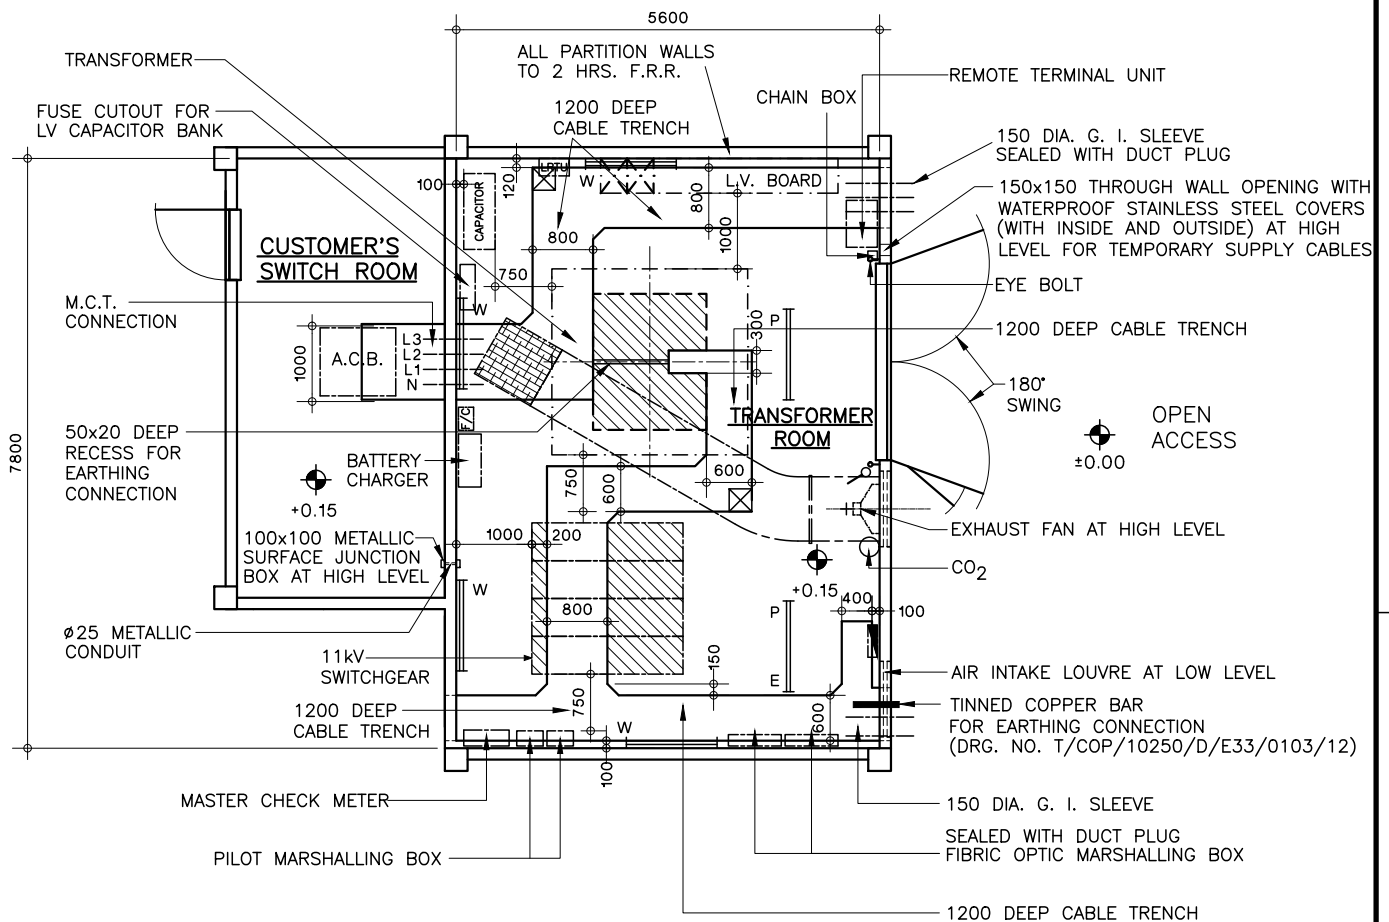 5600
TRANSFORMER
ALL PARTITION WALLS
TO 2 HRS. F.R.R.
REMOTE TERMINAL UNIT
FUSE CUTOUT FOR
LV CAPACITOR BANK
1200 DEEP
CABLE TRENCH
CHAIN BOX
150 DIA. G. I. SLEEVE
SEALED WITH DUCT PLUG
LRTU
W
L.V. BOARD
100
CAPACITOR
120
800
1000
150x150 THROUGH WALL OPENING WITH
WATERPROOF STAINLESS STEEL COVERS
(WITH INSIDE AND OUTSIDE) AT HIGH
LEVEL FOR TEMPORARY SUPPLY CABLES
CUSTOMER'S
SWITCH ROOM
800
750
EYE BOLT
M.C.T.
CONNECTION
W
P
300
1200 DEEP CABLE TRENCH
1000
A.C.B.
L3
L2
L1
N
180°
SWING
F/C
TRANSFORMER
ROOM
OPEN
ACCESS
±0.00
7800
50x20 DEEP
RECESS FOR
EARTHING
CONNECTION
BATTERY
CHARGER
+0.15
750
600
600
EXHAUST FAN AT HIGH LEVEL
100x100 METALLIC
SURFACE JUNCTION
BOX AT HIGH LEVEL
1000
200
CO2
+0.15
W
800
P
400
100
ø25 METALLIC
CONDUIT
11kV
SWITCHGEAR
150
E
AIR INTAKE LOUVRE AT LOW LEVEL
1200 DEEP
CABLE TRENCH
750
W
600
TINNED COPPER BAR
FOR EARTHING CONNECTION
(DRG. NO. T/COP/10250/D/E33/0103/12)
100
MASTER CHECK METER
150 DIA. G. I. SLEEVE
SEALED WITH DUCT PLUG
PILOT MARSHALLING BOX
FIBRIC OPTIC MARSHALLING BOX
1200 DEEP CABLE TRENCH